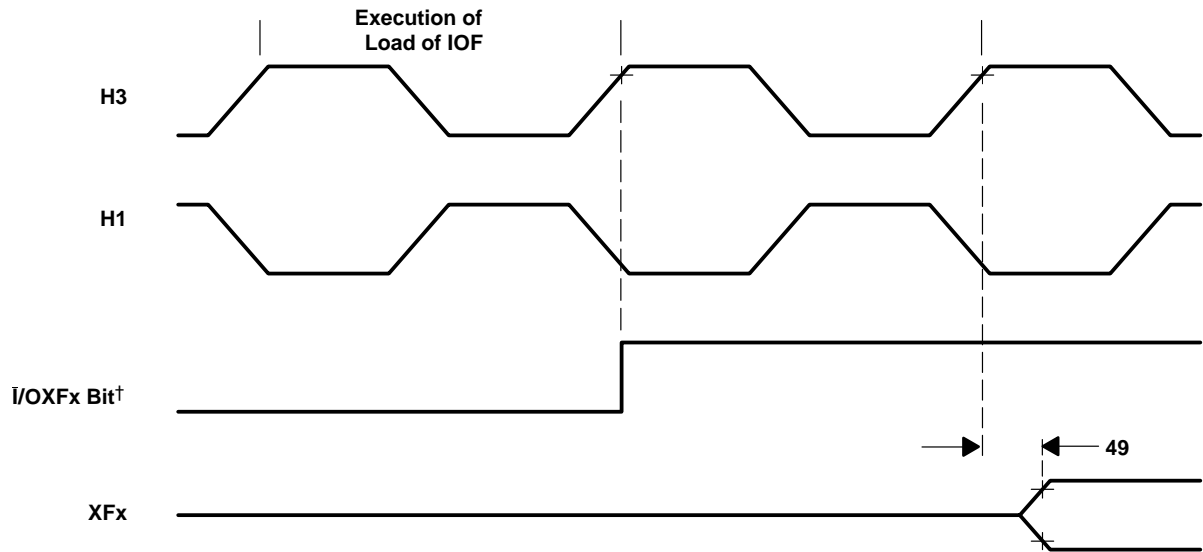 Execution of
Load of IOF
H3
H1
Ī/OXFx Bit†
49
XFx